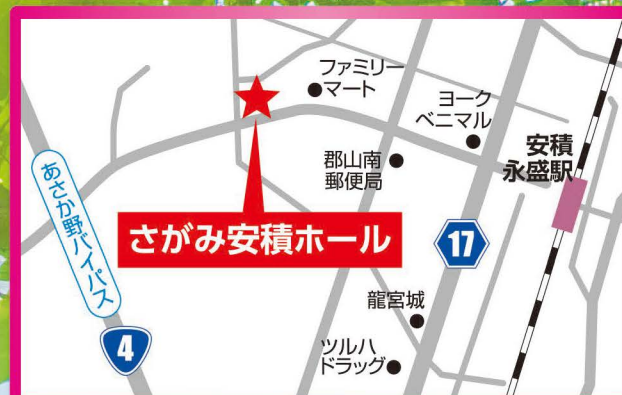 ファミリー
マート
ヨーク
ベニマル
安積
永盛駅
郡山南
郵便局
あさか野バイパス
さがみ安積ホール
17
龍宮城
4
ツルハ
ドラッグ